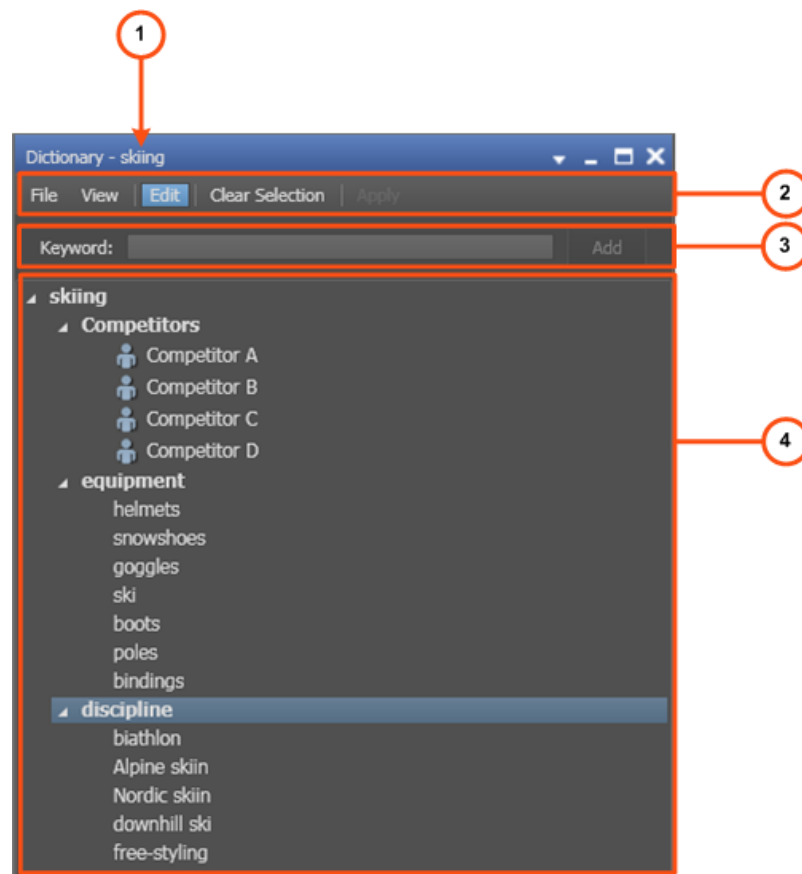 1
Dictionary - skiing
File View Edit Clear Selection Apply
2
Keyword: Add
3
skiing
Competitors
Competitor A
Competitor B
Competitor C
Competitor D
4
equipment
helmets
snowshoes
goggles
ski
boots
poles
bindings
discipline
biathlon
Alpine skiin
Nordic skiin
downhill ski
free-styling